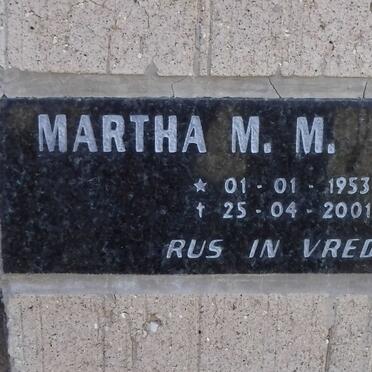 MARTHA M. M.
★ 01-01-1953
† 25-04-2001
RUS IN VRED